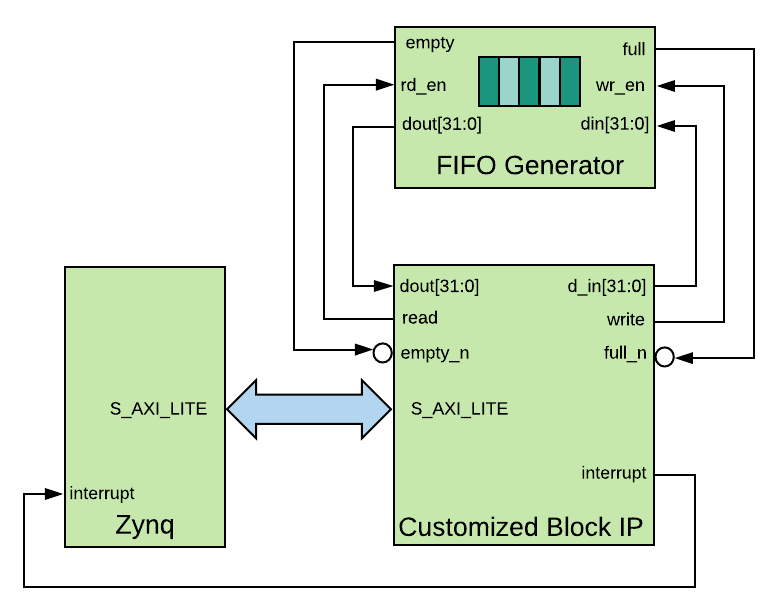 empty
full
rd_en
wr_en
dout[31:0]
din[31:0]
FIFO Generator
dout[31:0]
d_in[31:0]
read
write
empty_n
full_n
S_AXI_LITE
S_AXI_LITE
interrupt
interrupt
Zynq
Customized Block IP